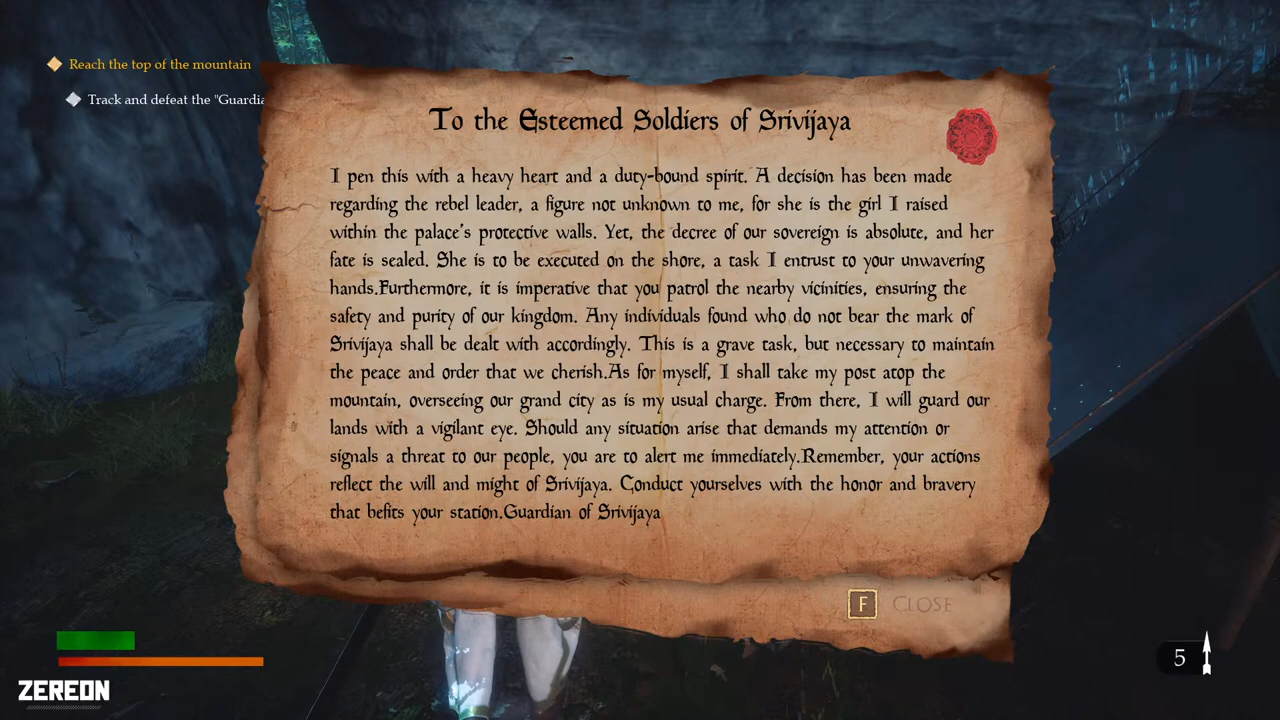 Reach the top of the mountain
Track and defeat the "Guardia
To the Esteemed Soldiers of Srivijaya
I pen this with a heavy heart and a duty-bound spirit. A decision has been made
regarding the rebel leader, a figure not unknown to me, for she is the girl I raised
within the palace's protective walls. Yet, the decree of our sovereign is absolute, and her
fate is sealed. She is to be executed on the shore, a task I entrust to your unwavering
hands.Furthermore, it is imperative that you patrol the nearby vicinities, ensuring the
safety and purity of our kingdom. Any individuals found who do not bear the mark of
Srivijaya shall be dealt with accordingly. This is a grave task, but necessary to maintain
the peace and order that we cherish.As for myself, I shall take my post atop the
mountain, overseeing our grand city as is my usual charge. From there, I will guard our
lands with a vigilant eye. Should any situation arise that demands my attention or
signals a threat to our people, you are to alert me immediately.Remember, your actions
reflect the will and might of Srivijaya. Conduct yourselves with the honor and bravery
that befits your station.Guardian of Srivijaya
F CLOSE
5
ZEREON